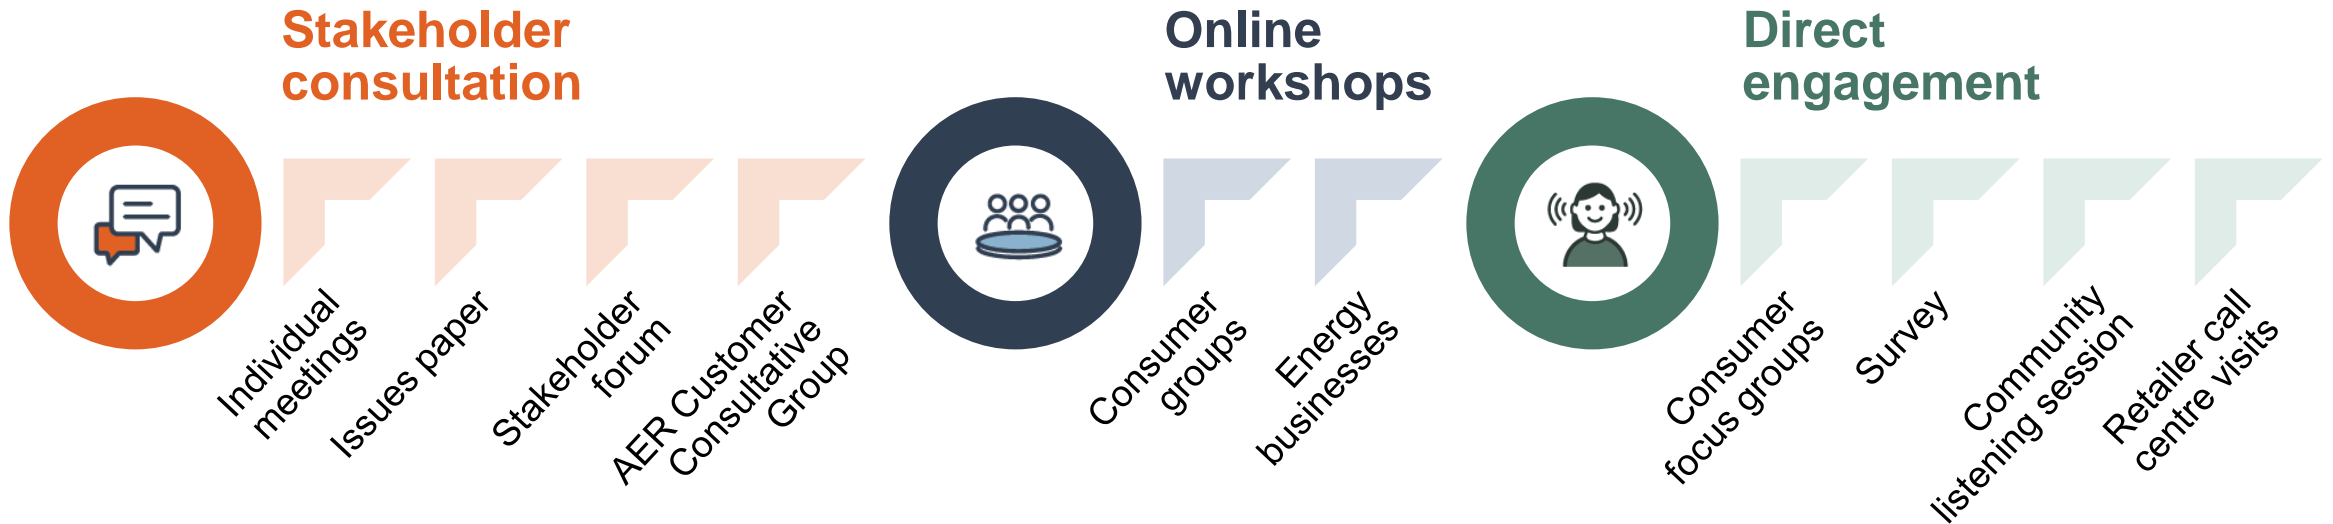 Stakeholder
consultation
Individual
meetings
Issues paper
Stakeholder
forum
AER Customer
Consultative
Group
Online
workshops
Consumer
groups
Energy
businesses
Direct
engagement
Consumer
focus groups
Survey
Community
listening session
Retailer call
centre visits